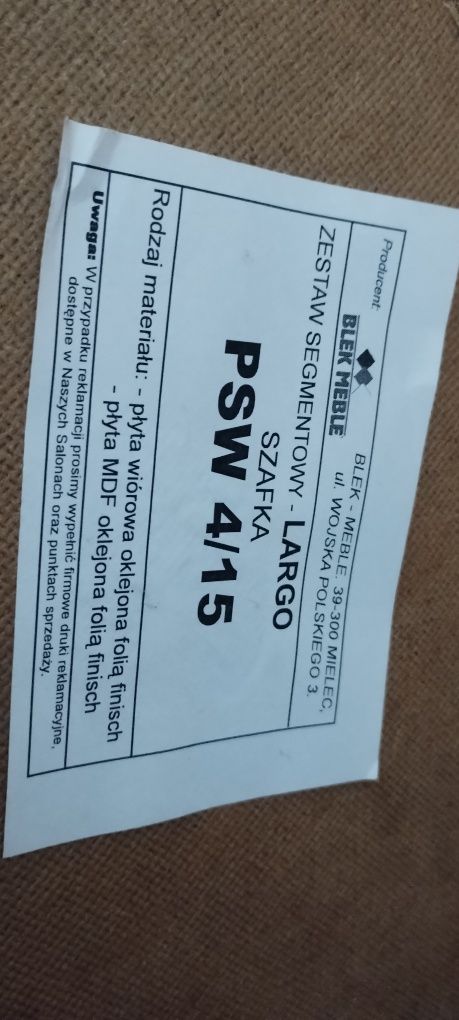 Producent:
BLEK MEBLE
BLEK - MEBLE. 39-300 MIELEC,
ul. WOJSKA POLSKIEGO 3.
ZESTAW SEGMENTOWY - LARGO
SZAFKA
PSW 4/15
Rodzaj materiału: - płyta wiórowa oklejona folią finisch
- płyta MDF oklejona folią finisch
Uwaga: W przypadku reklamacji prosimy wypełnić firmowe druki reklamacyjne,
dostępne w Naszych Salonach oraz punktach sprzedaży.